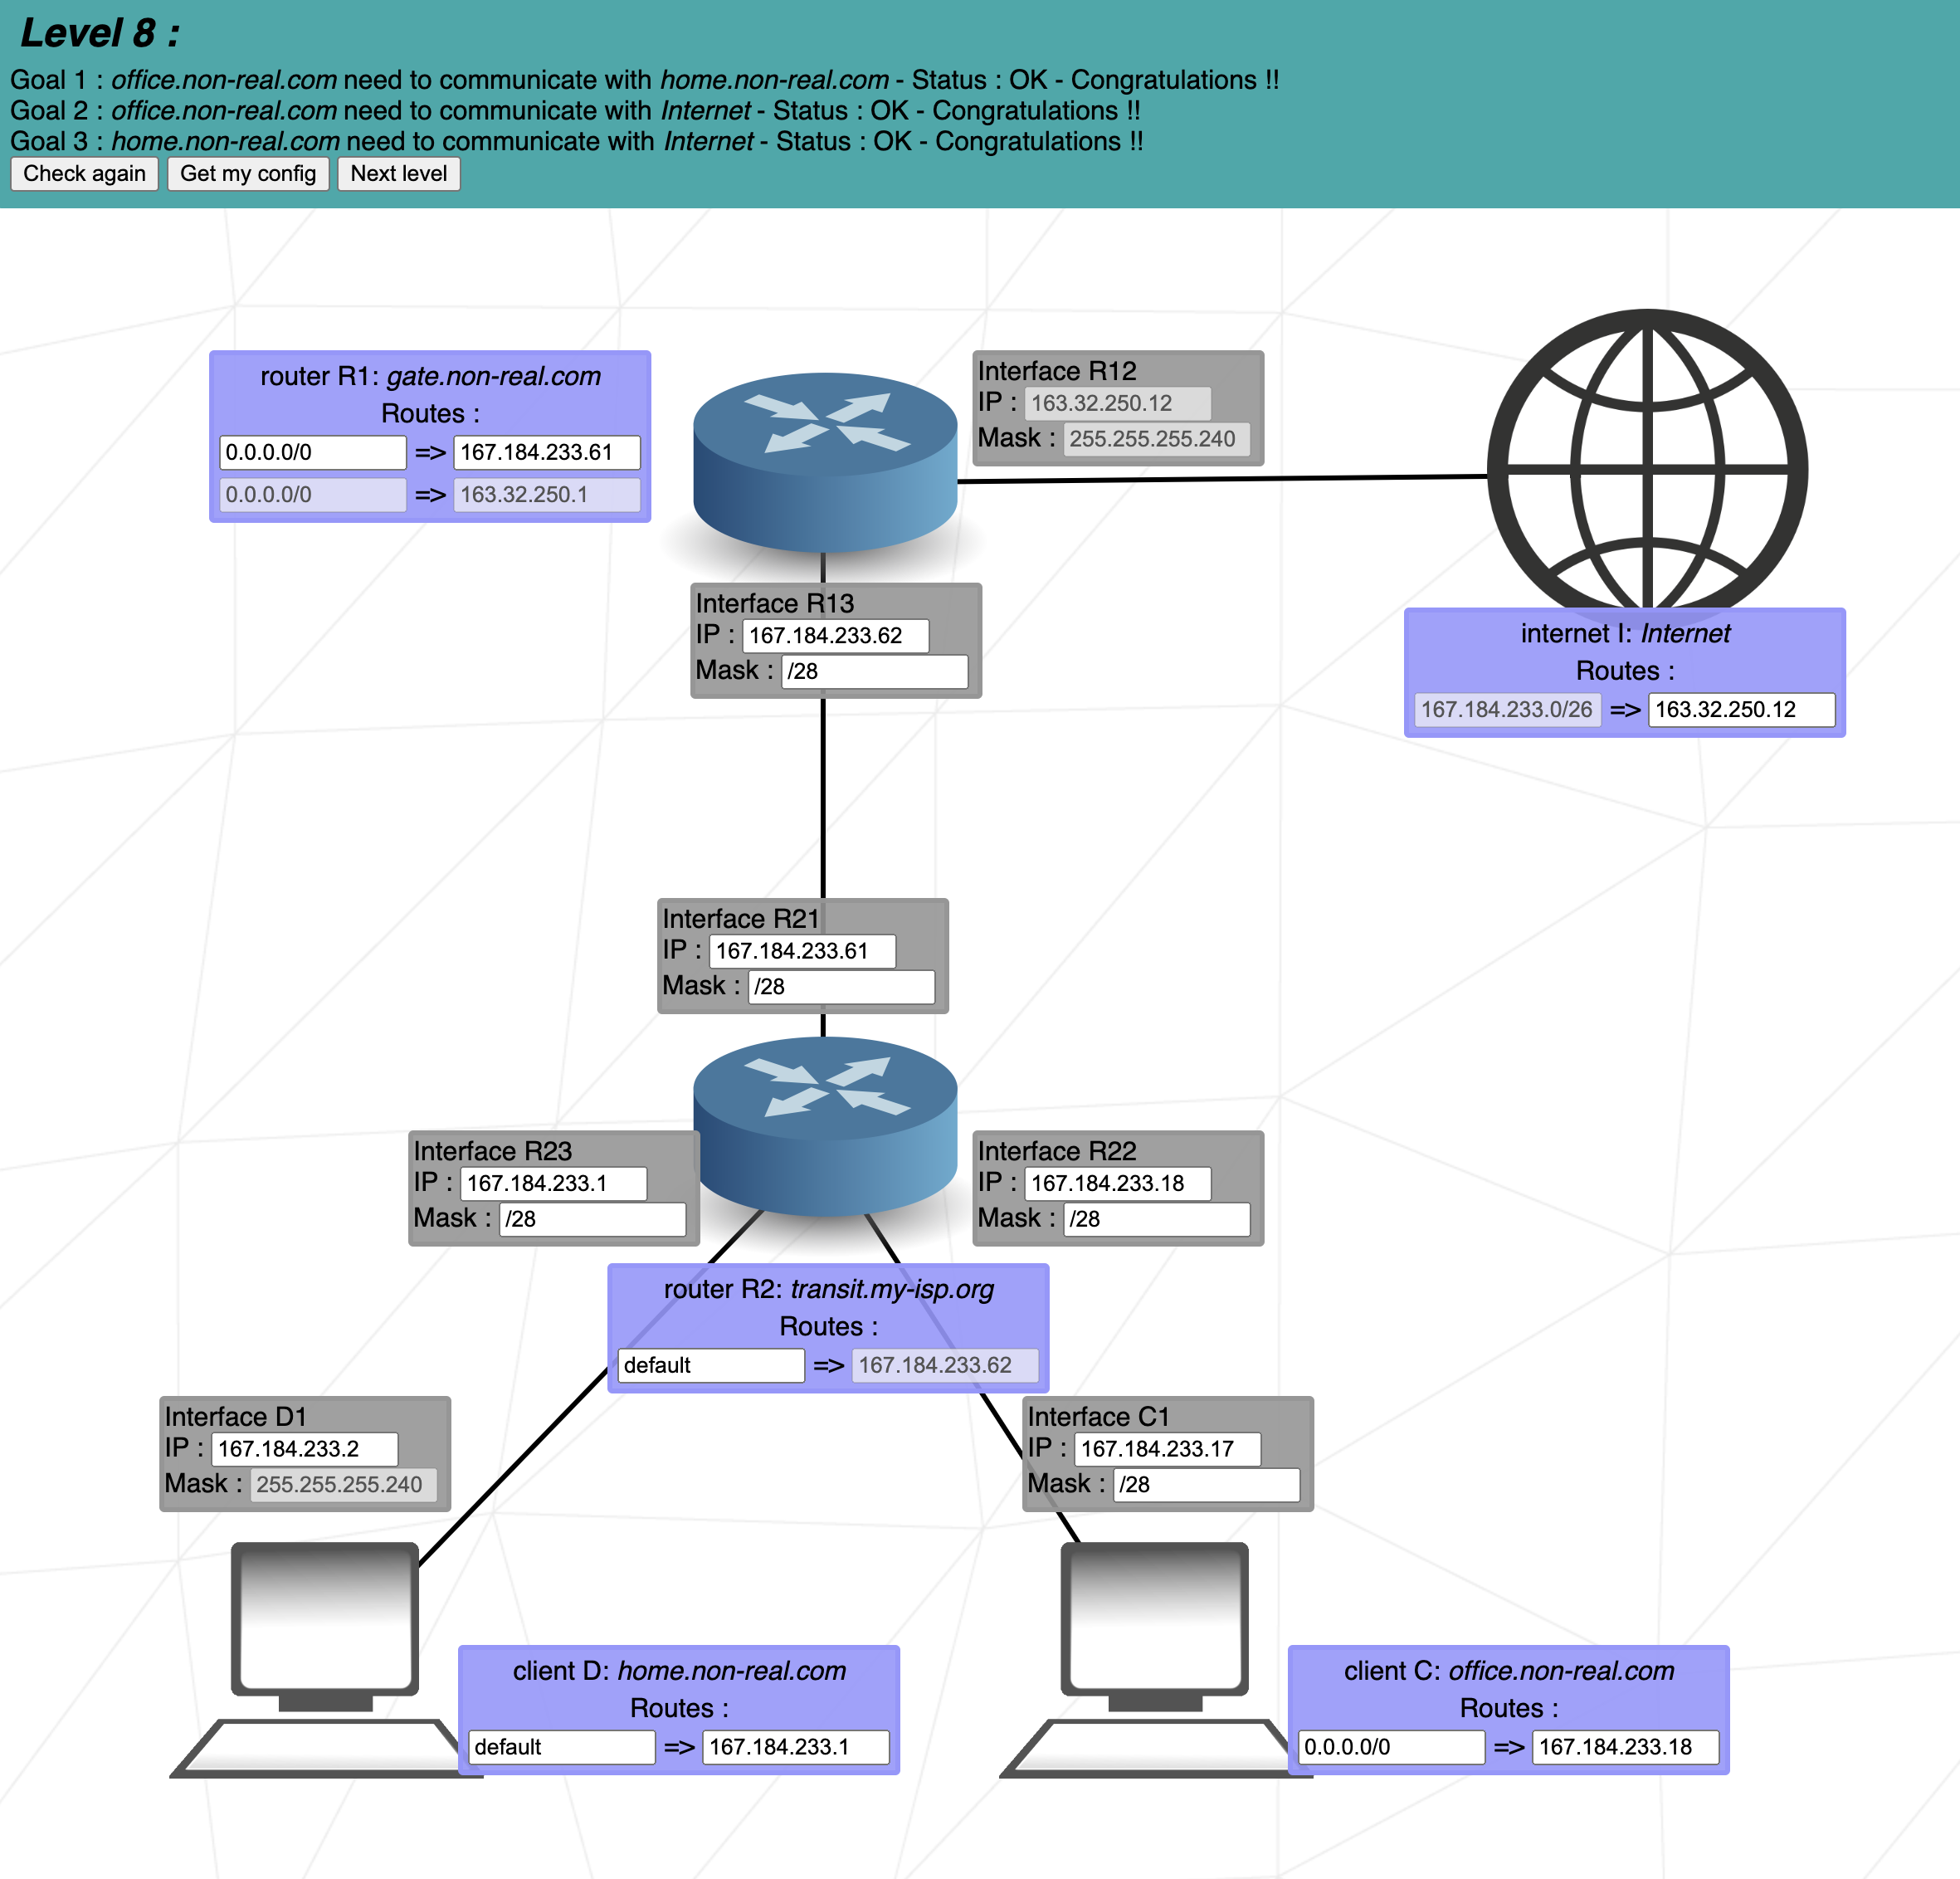 Level 8 :
Goal 1 : office.non-real.com need to communicate with home.non-real.com - Status : OK - Congratulations !!
Goal 2 : office.non-real.com need to communicate with Internet - Status : OK - Congratulations !!
Goal 3 : home.non-real.com need to communicate with Internet - Status : OK - Congratulations !!
Check again Get my config Next level
router R1: gate.non-real.com
Routes :
0.0.0.0/0 => 167.184.233.61
0.0.0.0/0 => 163.32.250.1
Interface R12
IP : 163.32.250.12
Mask : 255.255.255.240
Interface R13
IP : 167.184.233.62
Mask : /28
internet I: Internet
Routes :
167.184.233.0/26 => 163.32.250.12
Interface R21
IP : 167.184.233.61
Mask : /28
Interface R23
IP : 167.184.233.1
Mask : /28
Interface R22
IP : 167.184.233.18
Mask : /28
router R2: transit.my-isp.org
Routes :
default => 167.184.233.62
Interface D1
IP : 167.184.233.2
Mask : 255.255.255.240
Interface C1
IP : 167.184.233.17
Mask : /28
client D: home.non-real.com
Routes :
default => 167.184.233.1
client C: office.non-real.com
Routes :
0.0.0.0/0 => 167.184.233.18